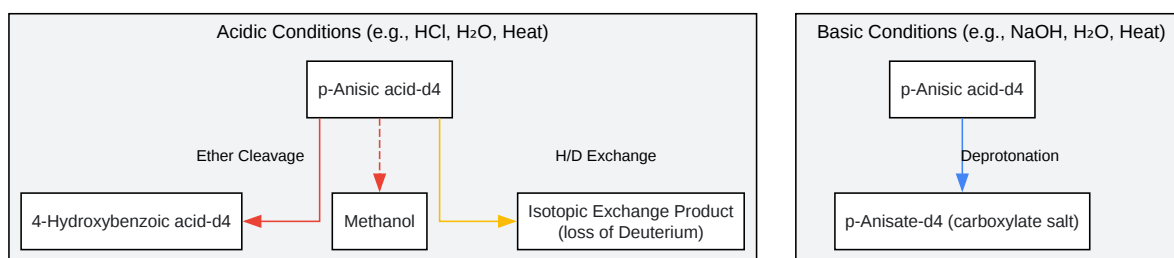 Acidic Conditions (e.g., HCl, H₂O, Heat)
p-Anisic acid-d4
Ether Cleavage
H/D Exchange
4-Hydroxybenzoic acid-d4
Methanol
Isotopic Exchange Product
(loss of Deuterium)
Basic Conditions (e.g., NaOH, H₂O, Heat)
p-Anisic acid-d4
Deprotonation
p-Anisate-d4 (carboxylate salt)